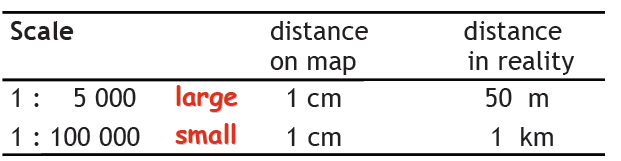 Scale distance distance
on map in reality
1 : 5 000 large 1 cm 50 m
1 : 100 000 small 1 cm 1 km